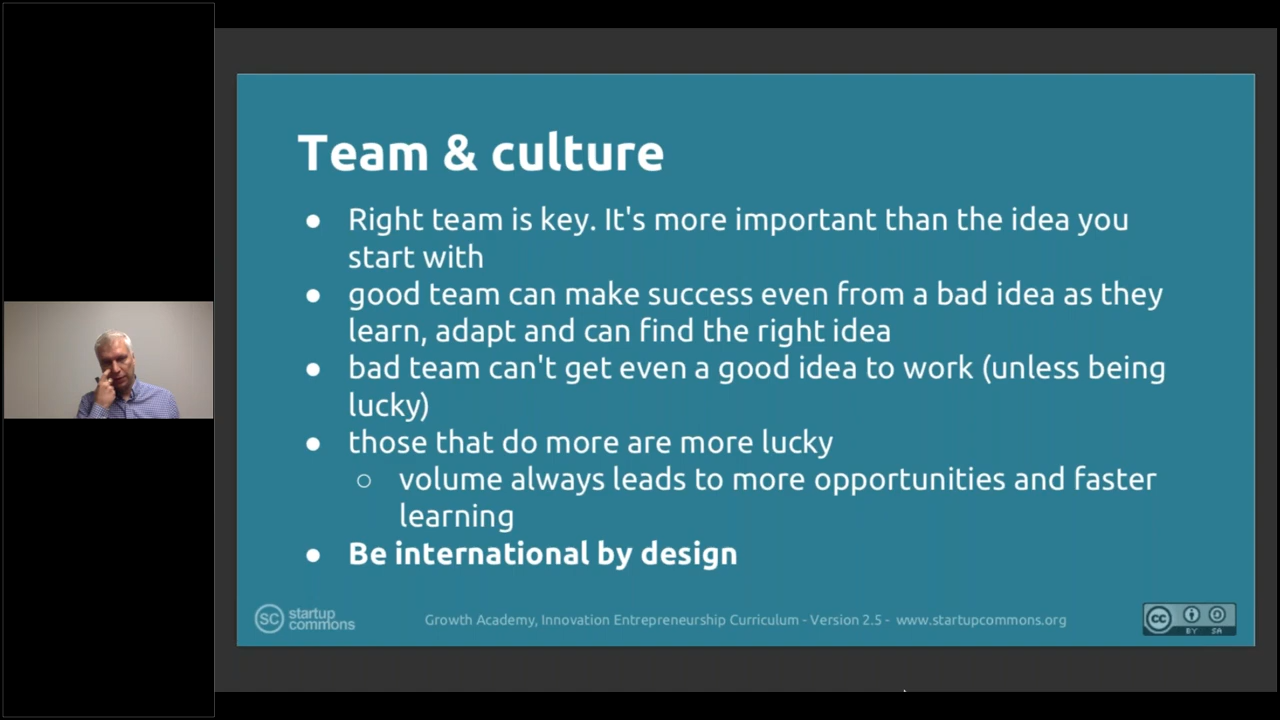 Team & culture
● Right team is key. It's more important than the idea you
start with
● good team can make success even from a bad idea as they
learn, adapt and can find the right idea
● bad team can't get even a good idea to work (unless being
lucky)
● those that do more are more lucky
○ volume always leads to more opportunities and faster
learning
● Be international by design
SC startup
commons
Growth Academy, Innovation Entrepreneurship Curriculum - Version 2.5 - www.startupcommons.org
cc
BY SA